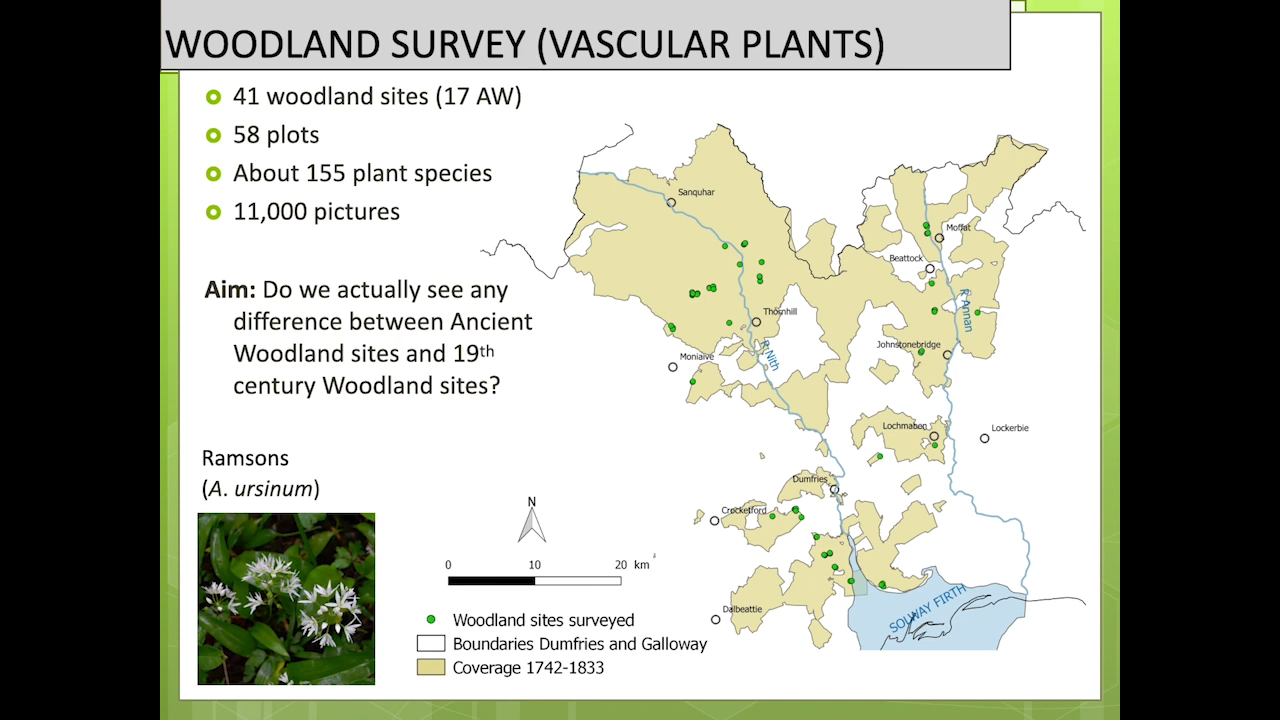 WOODLAND SURVEY (VASCULAR PLANTS)
41 woodland sites (17 AW)
58 plots
About 155 plant species
11,000 pictures
Aim: Do we actually see any
difference between Ancient
Woodland sites and 19th
century Woodland sites?
Ramsons
(A. ursinum)
Sanquhar
Moffat
Beattock
R Annan
Thornhill
Johnstonebridge
R Nith
Moniaive
Lochmaben
Lockerbie
Dumfries
Crocketford
Dalbeattie
SOLWAY FIRTH
N
0 10 20 km
Woodland sites surveyed
Boundaries Dumfries and Galloway
Coverage 1742-1833